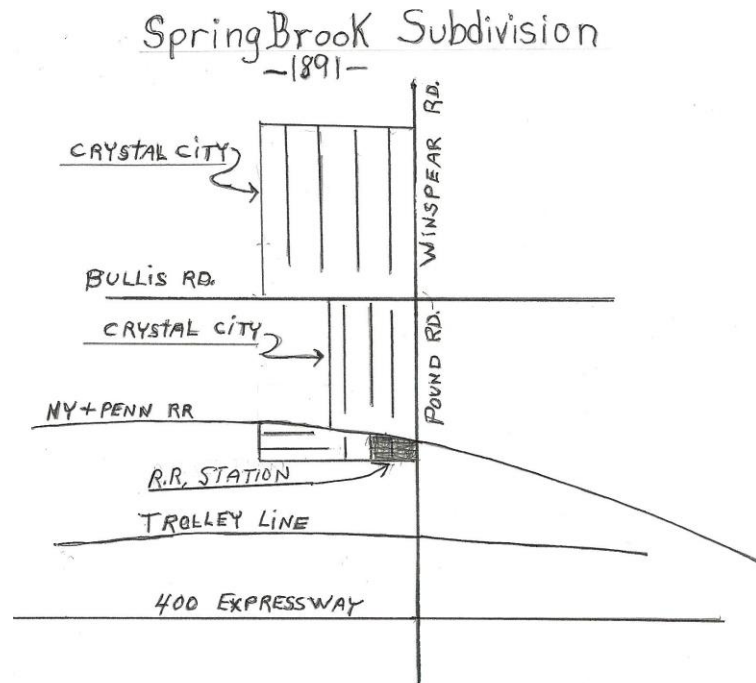 SpringBrook Subdivision
-1891-
WINSPEAR RD.
CRYSTAL CITY
BULLIS RD.
CRYSTAL CITY
POUND RD.
NY+PENN RR
R.R. STATION
TROLLEY LINE
400 EXPRESSWAY